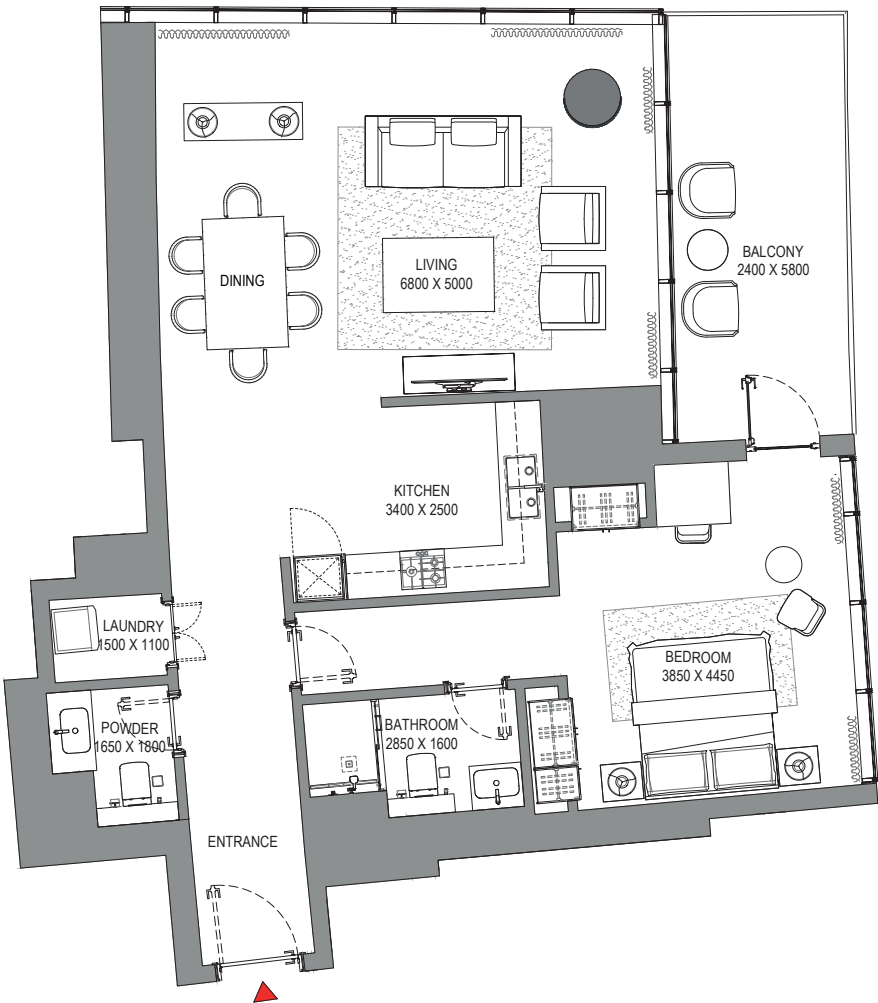 BALCONY
2400 X 5800
LIVING
6800 X 5000
DINING
KITCHEN
3400 X 2500
LAUNDRY
1500 X 1100
BEDROOM
3850 X 4450
POWDER
1650 X 1800
BATHROOM
2850 X 1600
ENTRANCE